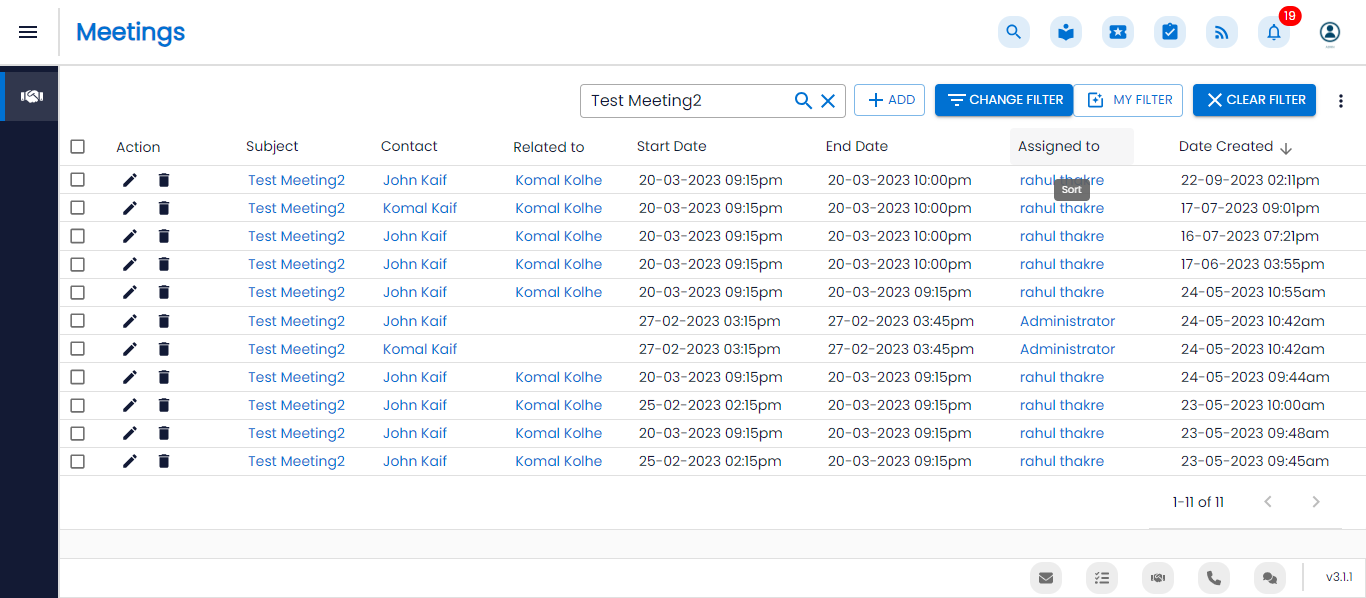 Meetings
19
Test Meeting2 ADD CHANGE FILTER MY FILTER CLEAR FILTER
Action Subject Contact Related to Start Date End Date Assigned to Date Created
Test Meeting2 John Kaif Komal Kolhe 20-03-2023 09:15pm 20-03-2023 10:00pm rahul thakre 22-09-2023 02:11pm
Sort
Test Meeting2 Komal Kaif Komal Kolhe 20-03-2023 09:15pm 20-03-2023 10:00pm rahul thakre 17-07-2023 09:01pm
Test Meeting2 John Kaif Komal Kolhe 20-03-2023 09:15pm 20-03-2023 10:00pm rahul thakre 16-07-2023 07:21pm
Test Meeting2 John Kaif Komal Kolhe 20-03-2023 09:15pm 20-03-2023 10:00pm rahul thakre 17-06-2023 03:55pm
Test Meeting2 John Kaif Komal Kolhe 20-03-2023 09:15pm 20-03-2023 09:15pm rahul thakre 24-05-2023 10:55am
Test Meeting2 John Kaif 27-02-2023 03:15pm 27-02-2023 03:45pm Administrator 24-05-2023 10:42am
Test Meeting2 Komal Kaif 27-02-2023 03:15pm 27-02-2023 03:45pm Administrator 24-05-2023 10:42am
Test Meeting2 John Kaif Komal Kolhe 20-03-2023 09:15pm 20-03-2023 09:15pm rahul thakre 24-05-2023 09:44am
Test Meeting2 John Kaif Komal Kolhe 25-02-2023 02:15pm 20-03-2023 09:15pm rahul thakre 23-05-2023 10:00am
Test Meeting2 John Kaif Komal Kolhe 20-03-2023 09:15pm 20-03-2023 09:15pm rahul thakre 23-05-2023 09:48am
Test Meeting2 John Kaif Komal Kolhe 25-02-2023 02:15pm 20-03-2023 09:15pm rahul thakre 23-05-2023 09:45am
1-11 of 11
v3.1.1